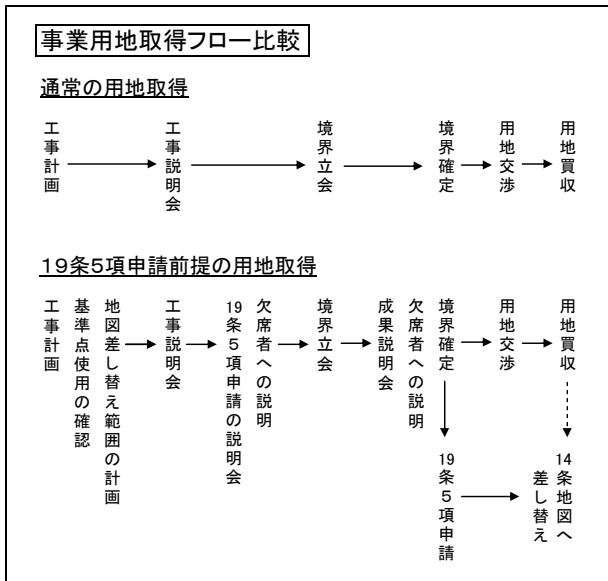 事業用地取得フロー比較
通常の用地取得
工事計画
工事説明会
境界立会
境界確定
用地交渉
用地買収
19条5項申請前提の用地取得
工事計画
基準点使用の確認
地図差し替え範囲の計画
工事説明会
19条5項申請の説明会
欠席者への説明
境界立会
成果説明会
欠席者への説明
境界確定
用地交渉
用地買収
19条5項申請
14条地図へ
差し替え